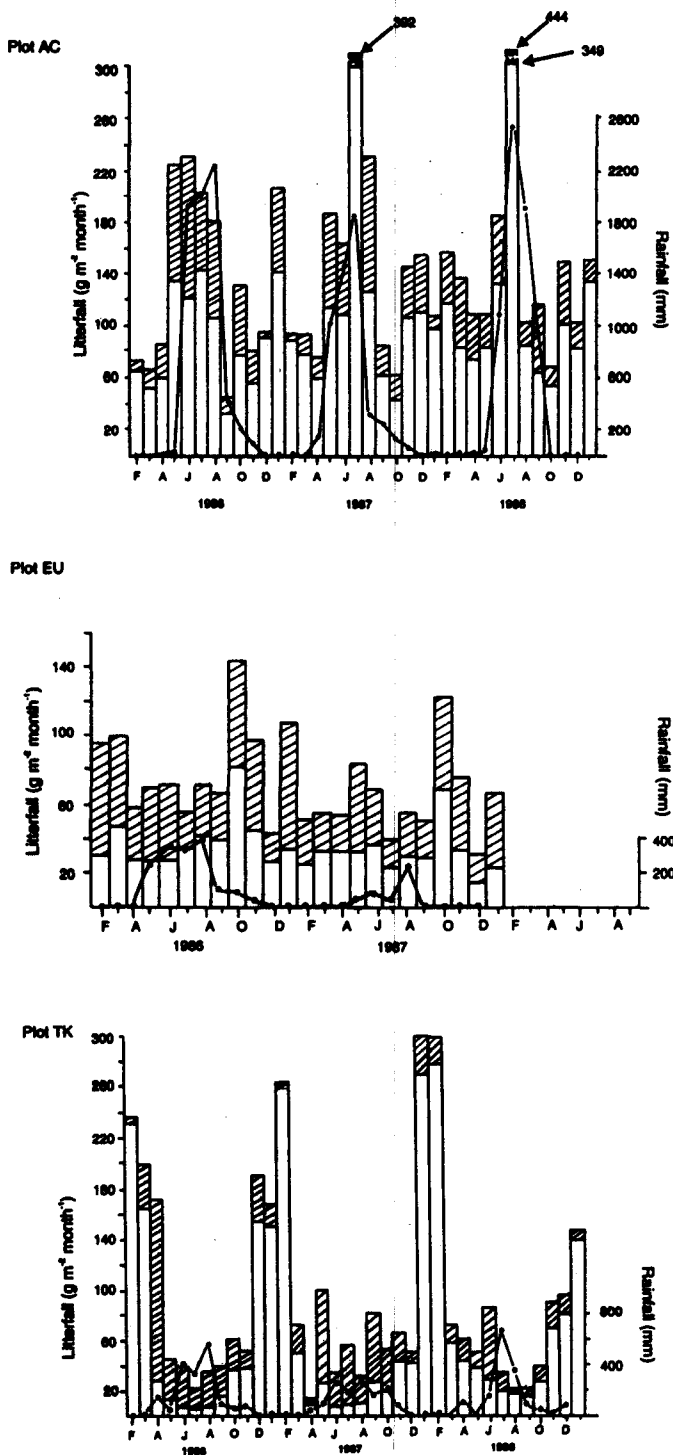 Plot AC
392
444
349
300
260
220
180
140
100
60
20
Litterfall (g m⁻² month⁻¹)
2600
2200
1800
1400
1000
600
200
Rainfall (mm)
F A J A O D F A J A O D F A J A O D
1986 1987 1988
Plot EU
140
100
60
20
Litterfall (g m⁻² month⁻¹)
400
200
Rainfall (mm)
F A J A O D F A J A O D F A J A
1986 1987
Plot TK
300
260
220
180
140
100
60
20
Litterfall (g m⁻² month⁻¹)
800
400
Rainfall (mm)
F A J A O D F A J A O D F A J A O D
1986 1987 1988